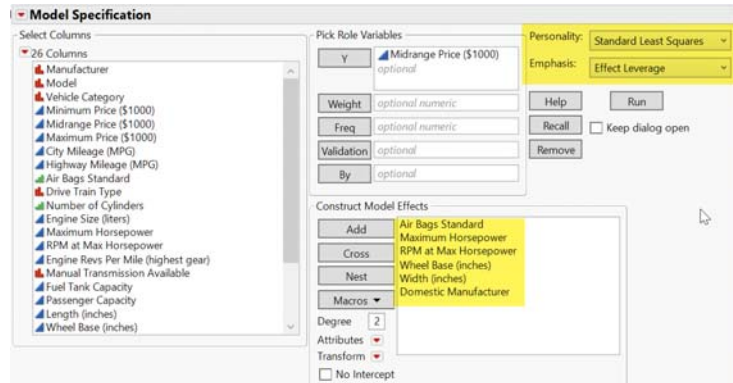 Model Specification
Select Columns
26 Columns
Manufacturer
Model
Vehicle Category
Minimum Price ($1000)
Midrange Price ($1000)
Maximum Price ($1000)
City Mileage (MPG)
Highway Mileage (MPG)
Air Bags Standard
Drive Train Type
Number of Cylinders
Engine Size (liters)
Maximum Horsepower
RPM at Max Horsepower
Engine Revs Per Mile (highest gear)
Manual Transmission Available
Fuel Tank Capacity
Passenger Capacity
Length (inches)
Wheel Base (inches)
Pick Role Variables
Y Midrange Price ($1000)
optional
Weight optional numeric
Freq optional numeric
Validation optional
By optional
Personality: Standard Least Squares
Emphasis: Effect Leverage
Help Run
Recall Keep dialog open
Remove
Construct Model Effects
Add
Cross
Nest
Macros
Degree 2
Attributes
Transform
No Intercept
Air Bags Standard
Maximum Horsepower
RPM at Max Horsepower
Wheel Base (inches)
Width (inches)
Domestic Manufacturer